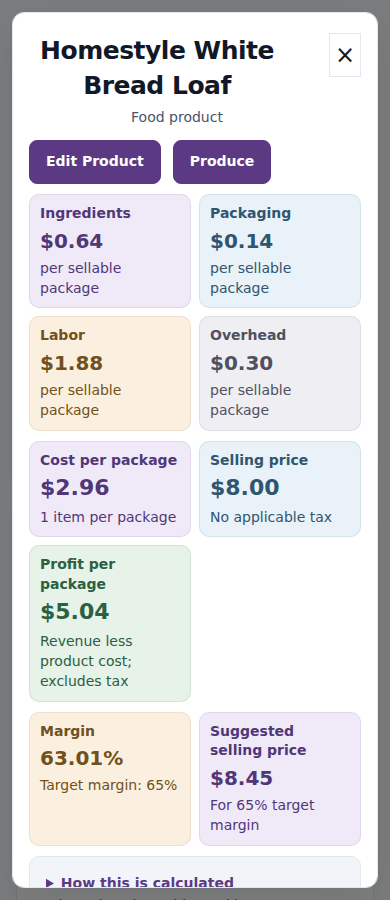 Homestyle White
Bread Loaf
×
Food product
Edit Product
Produce
Ingredients
$0.64
per sellable
package
Packaging
$0.14
per sellable
package
Labor
$1.88
per sellable
package
Overhead
$0.30
per sellable
package
Cost per package
$2.96
1 item per package
Selling price
$8.00
No applicable tax
Profit per
package
$5.04
Revenue less
product cost;
excludes tax
Margin
63.01%
Target margin: 65%
Suggested
selling price
$8.45
For 65% target
margin
▶ How this is calculated